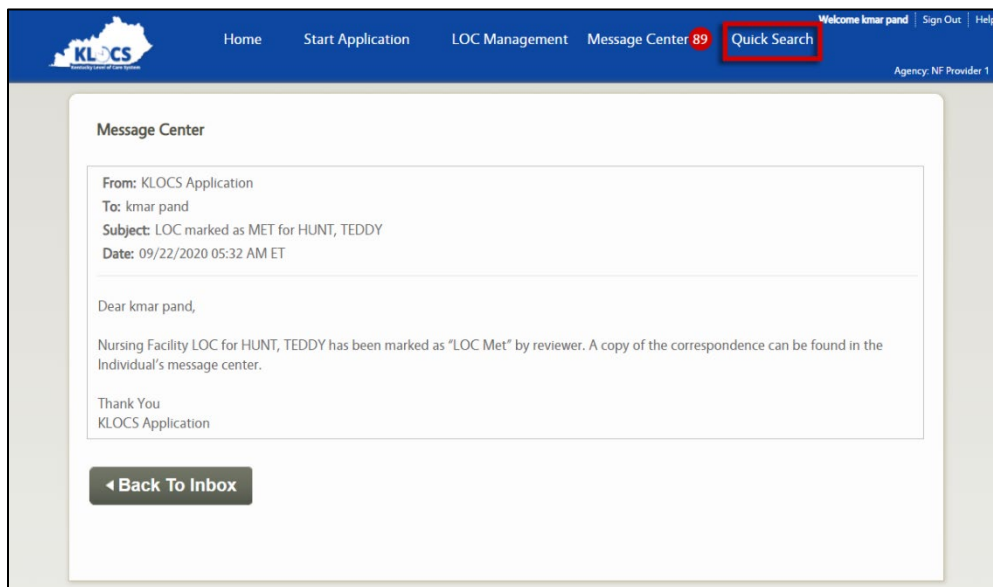 Welcome kmar pand Sign Out Help
KLOCS
Kentucky Level of Care System
Home Start Application LOC Management Message Center 89 Quick Search
Agency: NF Provider 1
Message Center
From: KLOCS Application
To: kmar pand
Subject: LOC marked as MET for HUNT, TEDDY
Date: 09/22/2020 05:32 AM ET
Dear kmar pand,
Nursing Facility LOC for HUNT, TEDDY has been marked as “LOC Met” by reviewer. A copy of the correspondence can be found in the
Individual's message center.
Thank You
KLOCS Application
Back To Inbox